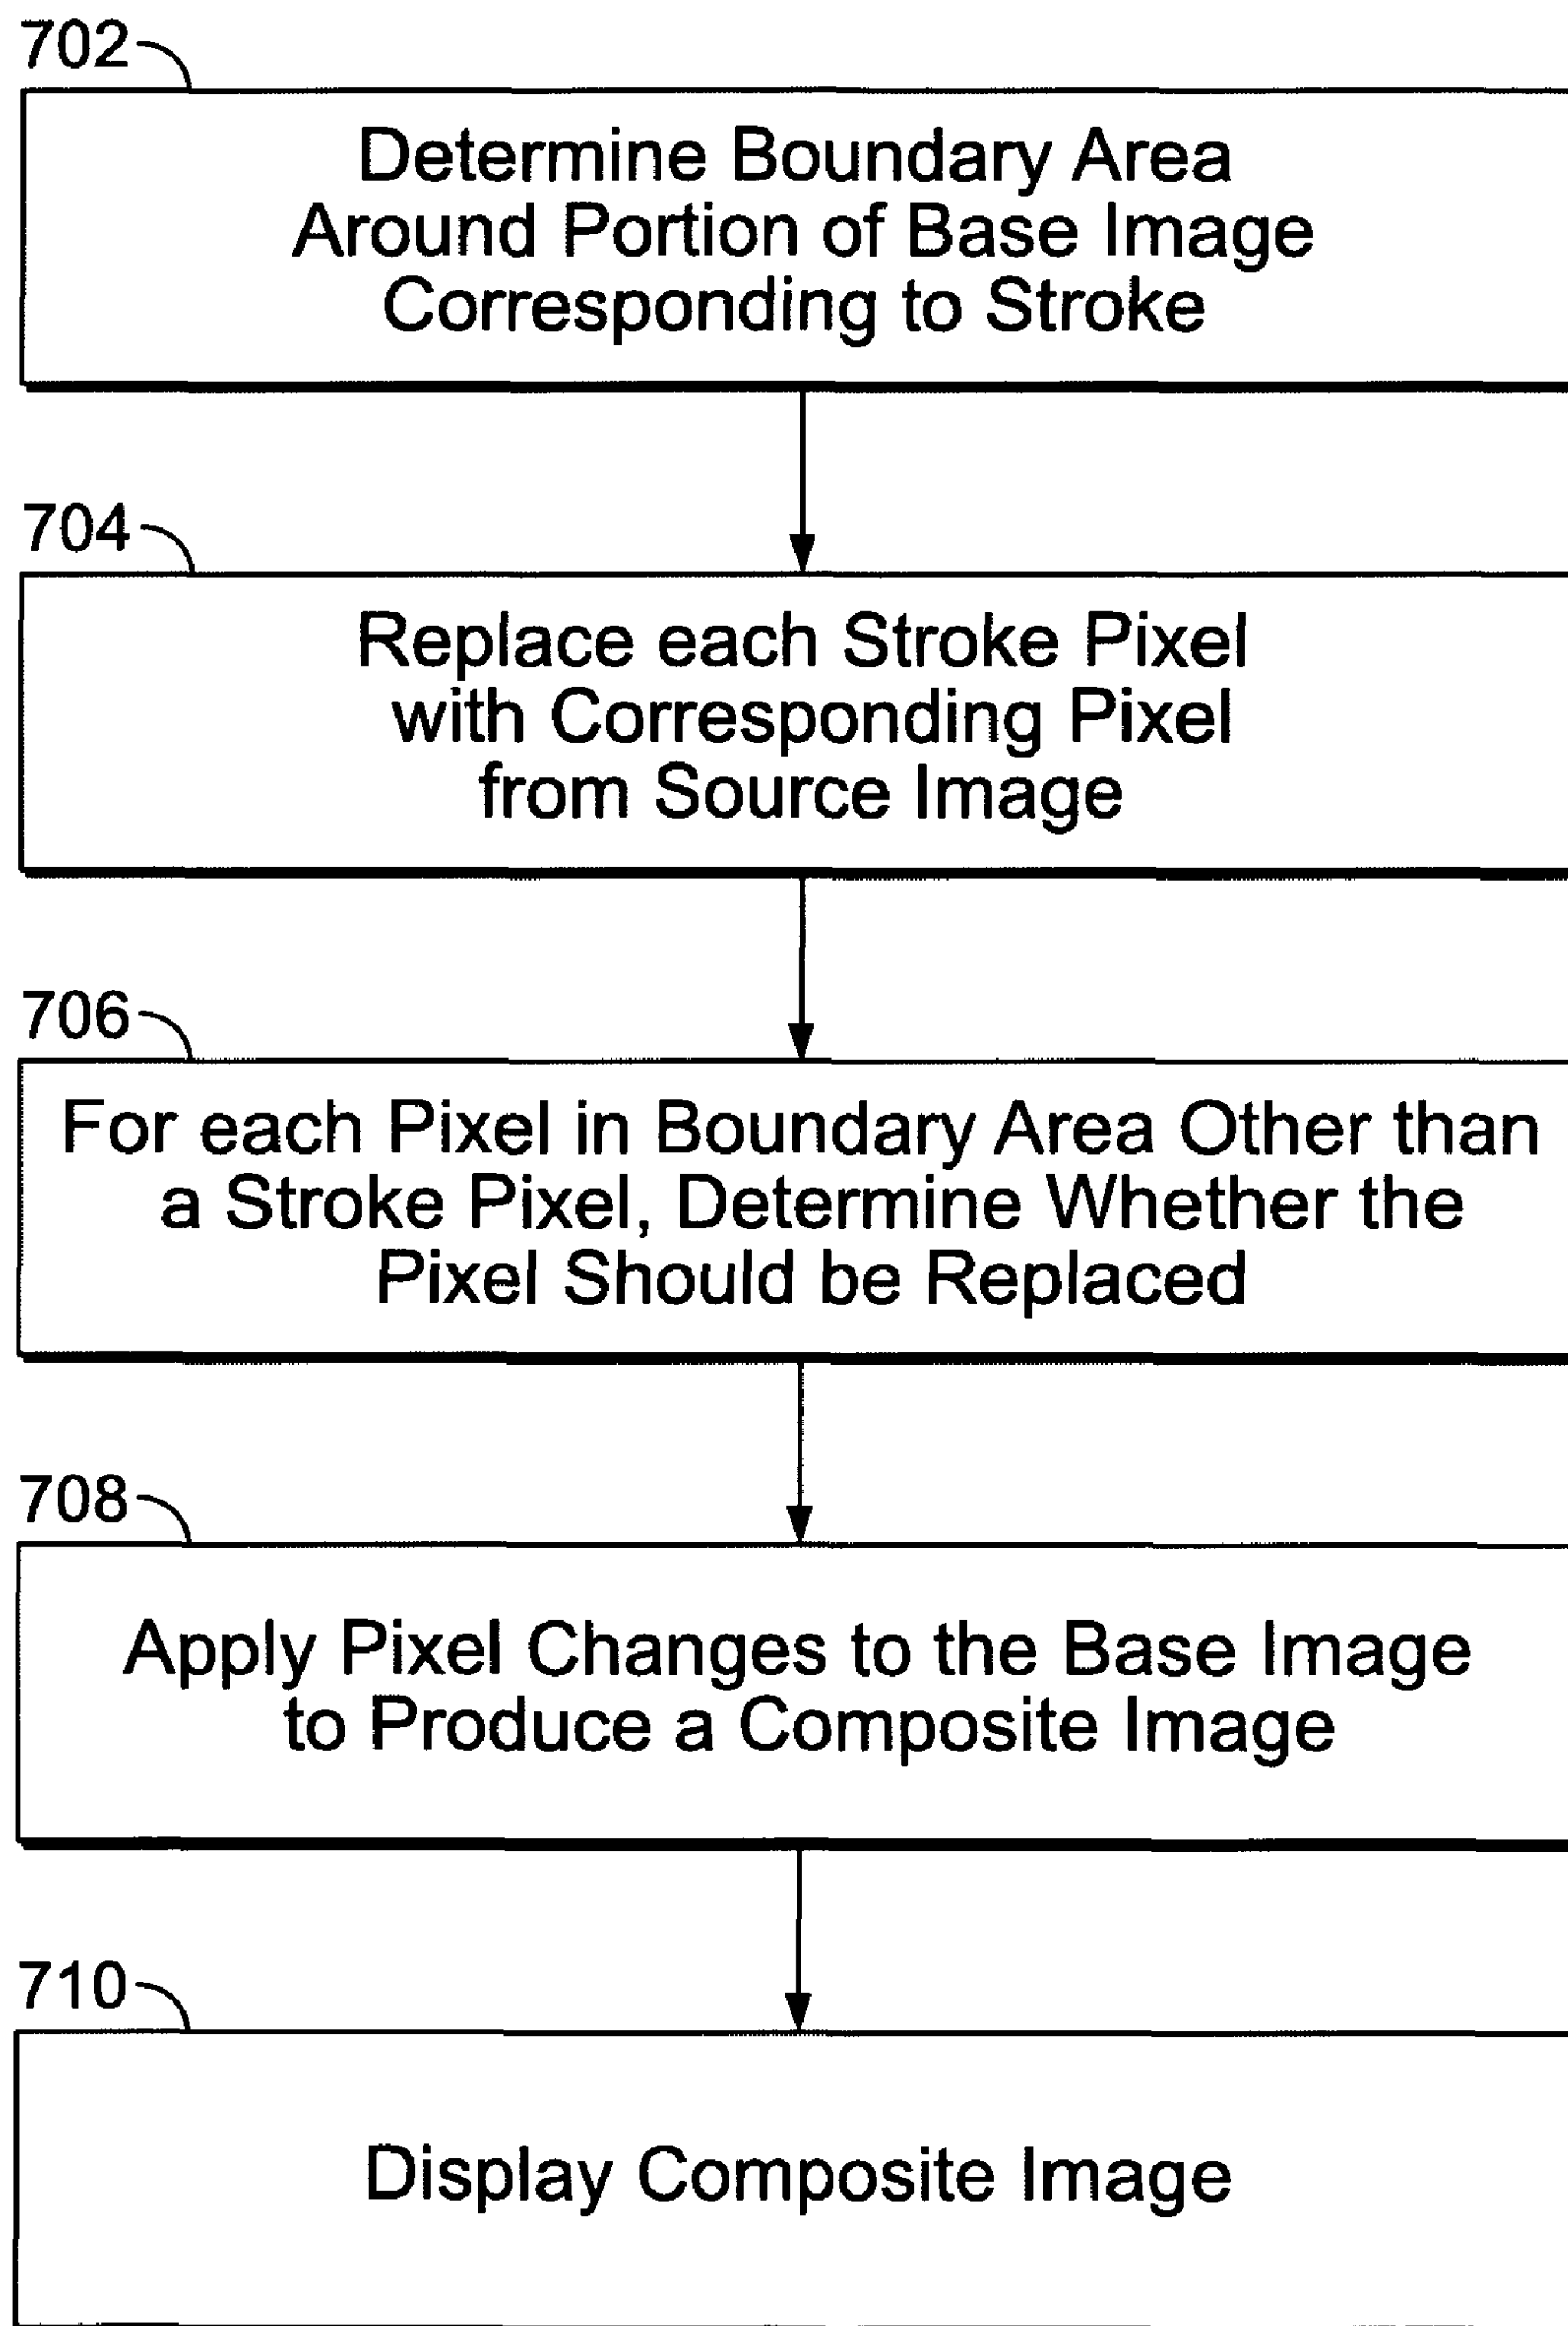 702
Determine Boundary Area
Around Portion of Base Image
Corresponding to Stroke
704
Replace each Stroke Pixel
with Corresponding Pixel
from Source Image
706
For each Pixel in Boundary Area Other than
a Stroke Pixel, Determine Whether the
Pixel Should be Replaced
708
Apply Pixel Changes to the Base Image
to Produce a Composite Image
710
Display Composite Image